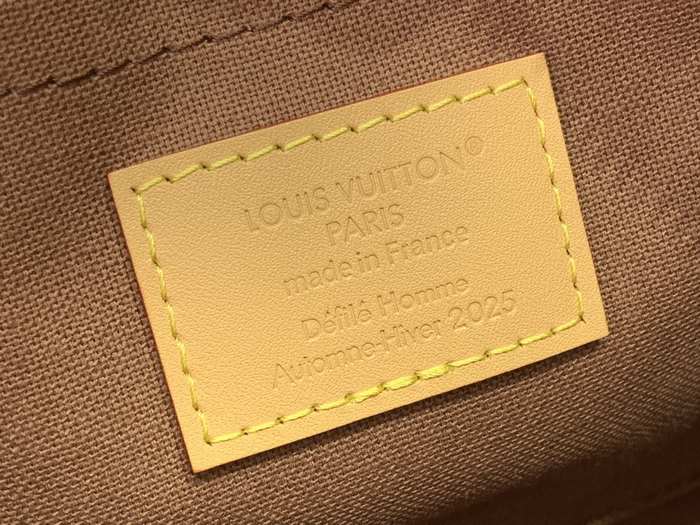 LOUIS VUITTON®
PARIS
made in France
Défilé Homme
Automne-Hiver 2025